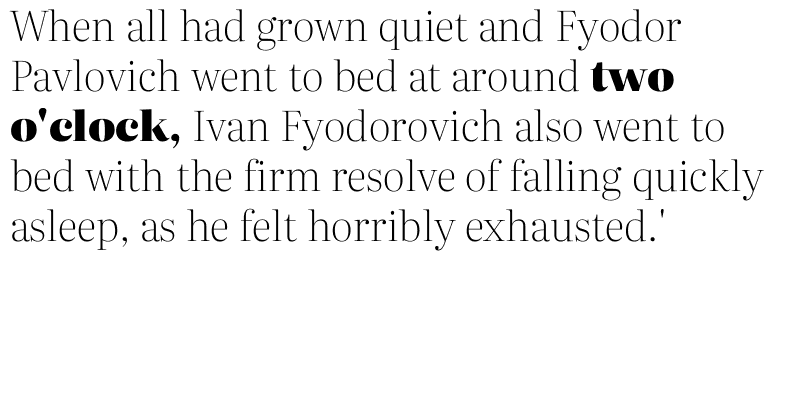 When all had grown quiet and Fyodor
Pavlovich went to bed at around two
o'clock, Ivan Fyodorovich also went to
bed with the firm resolve of falling quickly
asleep, as he felt horribly exhausted.'